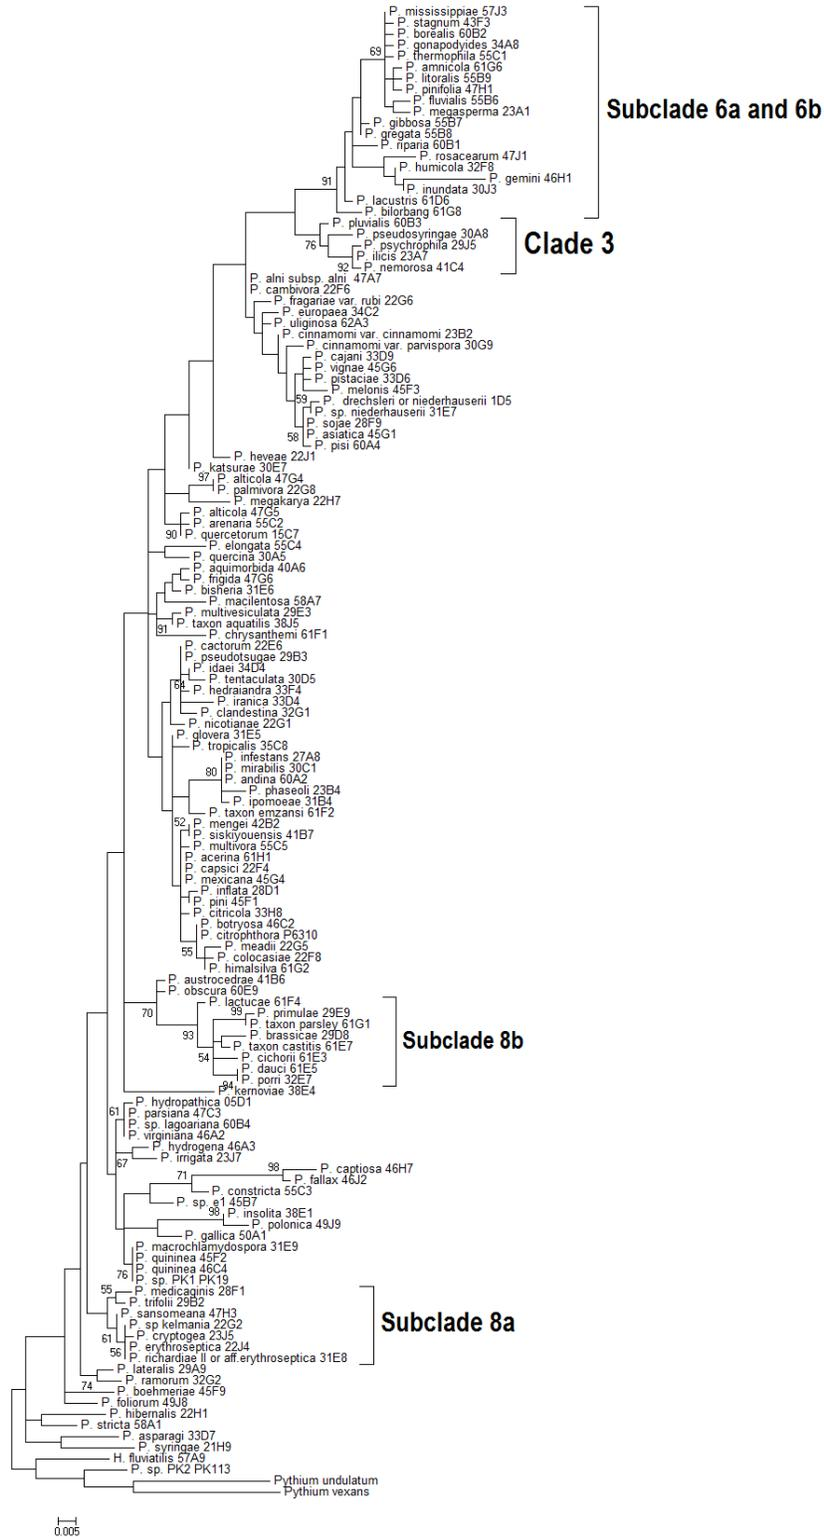 P. mississippiae 57J3
P. stagnum 43F3
P. borealis 60B2
P. gonapodyides 34A8
69
P. thermophila 55C1
P. amnicola 61G6
P. litoralis 55B9
P. pinifolia 47H1
P. fluvialis 55B6
P. megasperma 23A1
Subclade 6a and 6b
P. gibbosa 55B7
P. gregata 55B8
P. riparia 60B1
P. rosacearum 47J1
P. humicola 32F8
P. gemini 46H1
91
P. inundata 30J3
P. lacustris 61D6
P. bilorbang 61G8
P. pluvialis 60B3
P. pseudosyringae 30A8
76
P. psychrophila 29J5
Clade 3
P. ilicis 23A7
92
P. nemorosa 41C4
P. alni subsp. alni 47A7
P. cambivora 22F6
P. fragariae var. rubi 22G6
P. europaea 34C2
P. uliginosa 62A3
P. cinnamomi var. cinnamomi 23B2
P. cinnamomi var. parvispora 30G9
P. cajani 33D9
P. vignae 45G6
P. pistaciae 33D6
P. melonis 45F3
59
P. drechsleri or niederhauserii 1D5
P. sp. niederhauserii 31E7
P. sojae 28F9
P. asiatica 45G1
58
P. pisi 60A4
P. heveae 22J1
P. katsurae 30E7
97
P. alticola 47G4
P. palmivora 22G8
P. megakarya 22H7
P. alticola 47G5
P. arenaria 55C2
90
P. quercetorum 15C7
P. elongata 55C4
P. quercina 30A5
P. aquimorbida 40A6
P. frigida 47G6
P. bisheria 31E6
P. macilentosa 58A7
P. multivesiculata 29E3
P. taxon aquatilis 38J5
91
P. chrysanthemi 61F1
P. cactorum 22E6
P. pseudotsugae 29B3
P. idaei 34D4
P. tentaculata 30D5
64
P. hedraiandra 33F4
P. iranica 33D4
P. clandestina 32G1
P. nicotianae 22G1
P. glovera 31E5
P. tropicalis 35C8
P. infestans 27A8
P. mirabilis 30C1
80
P. andina 60A2
P. phaseoli 23B4
P. ipomoeae 31B4
P. taxon emzansi 61F2
52
P. mengei 42B2
P. siskiyouensis 41B7
P. multivora 55C5
P. acerina 61H1
P. capsici 22F4
P. mexicana 45G4
P. inflata 28D1
P. pini 45F1
P. citricola 33H8
P. botryosa 46C2
P. citrophthora P6310
P. meadii 22G5
55
P. colocasiae 22F8
P. himalsilva 61G2
P. austrocedrae 41B6
P. obscura 60E9
P. lactucae 61F4
70
99
P. primulae 29E9
P. taxon parsley 61G1
93
P. brassicae 29D8
P. taxon castitis 61E7
Subclade 8b
54
P. cichorii 61E3
P. dauci 61E5
P. porri 32E7
94
P. kernoviae 38E4
P. hydropathica 05D1
61
P. parsiana 47C3
P. sp. lagoariana 60B4
P. virginiana 46A2
P. hydrogena 46A3
67
P. irrigata 23J7
98
P. captiosa 46H7
71
P. fallax 46J2
P. constricta 55C3
P. sp. e1 45B7
98
P. insolita 38E1
P. polonica 49J9
P. gallica 50A1
P. macrochlamydospora 31E9
P. quininea 45F2
P. quininea 46C4
76
P. sp. PK1 PK19
55
P. medicaginis 28F1
P. trifolii 29B2
P. sansomeana 47H3
P. sp kelmania 22G2
Subclade 8a
61
P. cryptogea 23J5
P. erythroseptica 22J4
56
P. richardiae II or aff.erythroseptica 31E8
P. lateralis 29A9
P. ramorum 32G2
74
P. boehmeriae 45F9
P. foliorum 49J8
P. hibernalis 22H1
P. stricta 58A1
P. asparagi 33D7
P. syringae 21H9
H. fluviatilis 57A9
P. sp. PK2 PK113
Pythium undulatum
Pythium vexans
0.005